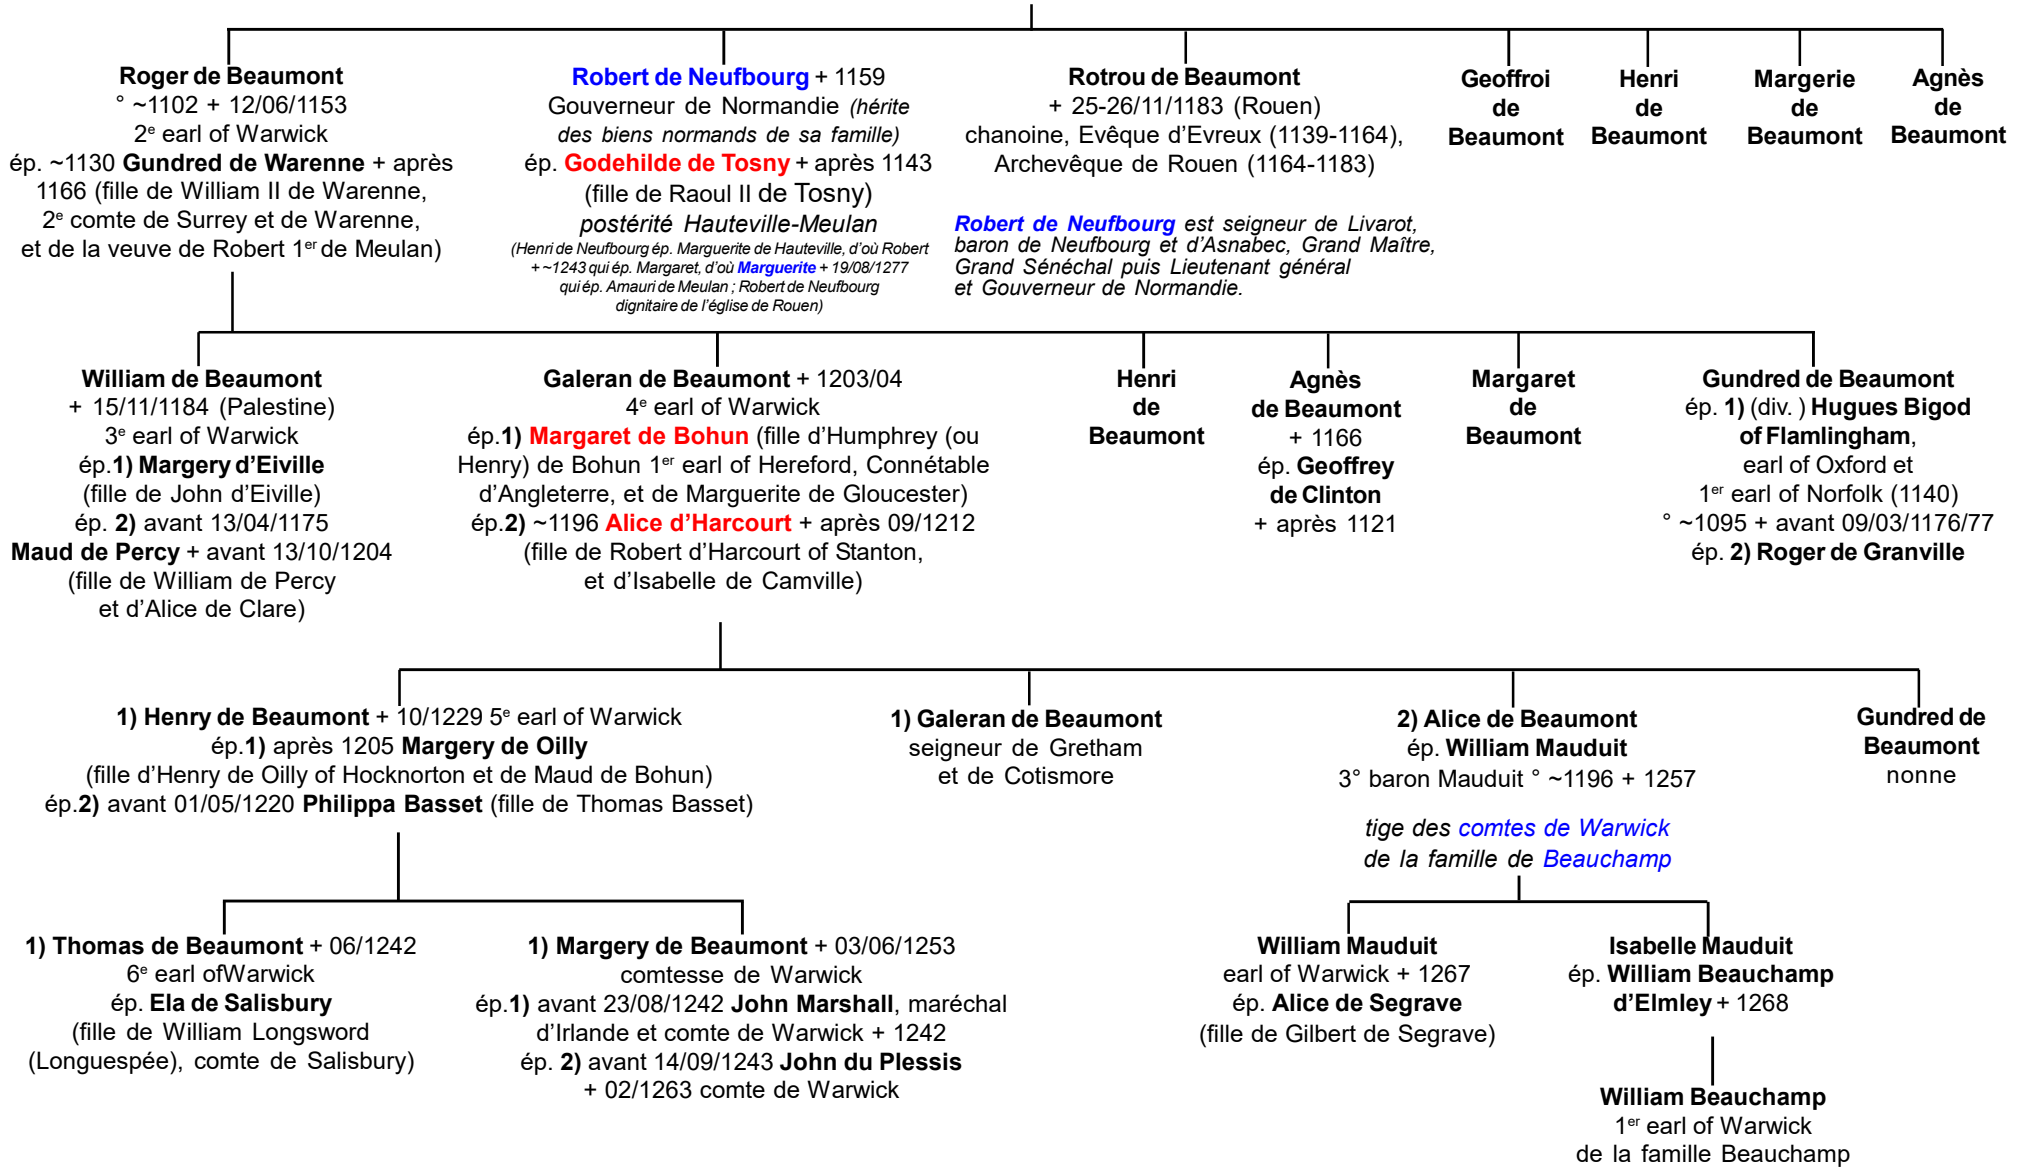 Roger de Beaumont
° ~1102 + 12/06/1153
2e earl of Warwick
ép. ~1130 Gundred de Warenne + après
1166 (fille de William II de Warenne,
2e comte de Surrey et de Warenne,
et de la veuve de Robert 1er de Meulan)
Robert de Neufbourg + 1159
Gouverneur de Normandie (hérite
des biens normands de sa famille)
ép. Godehilde de Tosny + après 1143
(fille de Raoul II de Tosny)
postérité Hauteville-Meulan
(Henri de Neufbourg ép. Marguerite de Hauteville, d'où Robert
+ ~1243 qui ép. Margaret, d'où Marguerite + 19/08/1277
qui ép. Amauri de Meulan ; Robert de Neufbourg
dignitaire de l'église de Rouen)
Rotrou de Beaumont
+ 25-26/11/1183 (Rouen)
chanoine, Evêque d'Evreux (1139-1164),
Archevêque de Rouen (1164-1183)
Robert de Neufbourg est seigneur de Livarot,
baron de Neufbourg et d'Asnabec, Grand Maître,
Grand Sénéchal puis Lieutenant général
et Gouverneur de Normandie.
Geoffroi
de
Beaumont
Henri
de
Beaumont
Margerie
de
Beaumont
Agnès
de
Beaumont
William de Beaumont
+ 15/11/1184 (Palestine)
3e earl of Warwick
ép.1) Margery d'Eiville
(fille de John d'Eiville)
ép. 2) avant 13/04/1175
Maud de Percy + avant 13/10/1204
(fille de William de Percy
et d'Alice de Clare)
Galeran de Beaumont + 1203/04
4e earl of Warwick
ép.1) Margaret de Bohun (fille d'Humphrey (ou
Henry) de Bohun 1er earl of Hereford, Connétable
d'Angleterre, et de Marguerite de Gloucester)
ép.2) ~1196 Alice d'Harcourt + après 09/1212
(fille de Robert d'Harcourt of Stanton,
et d'Isabelle de Camville)
Henri
de
Beaumont
Agnès
de Beaumont
+ 1166
ép. Geoffrey
de Clinton
+ après 1121
Margaret
de
Beaumont
Gundred de Beaumont
ép. 1) (div. ) Hugues Bigod
of Flamlingham,
earl of Oxford et
1er earl of Norfolk (1140)
° ~1095 + avant 09/03/1176/77
ép. 2) Roger de Granville
1) Henry de Beaumont + 10/1229 5e earl of Warwick
ép.1) après 1205 Margery de Oilly
(fille d'Henry de Oilly of Hocknorton et de Maud de Bohun)
ép.2) avant 01/05/1220 Philippa Basset (fille de Thomas Basset)
1) Galeran de Beaumont
seigneur de Gretham
et de Cotismore
2) Alice de Beaumont
ép. William Mauduit
3° baron Mauduit ° ~1196 + 1257
tige des comtes de Warwick
de la famille de Beauchamp
Gundred de
Beaumont
nonne
1) Thomas de Beaumont + 06/1242
6e earl ofWarwick
ép. Ela de Salisbury
(fille de William Longsword
(Longuespée), comte de Salisbury)
1) Margery de Beaumont + 03/06/1253
comtesse de Warwick
ép.1) avant 23/08/1242 John Marshall, maréchal
d'Irlande et comte de Warwick + 1242
ép. 2) avant 14/09/1243 John du Plessis
+ 02/1263 comte de Warwick
William Mauduit
earl of Warwick + 1267
ép. Alice de Segrave
(fille de Gilbert de Segrave)
Isabelle Mauduit
ép. William Beauchamp
d'Elmley + 1268
William Beauchamp
1er earl of Warwick
de la famille Beauchamp